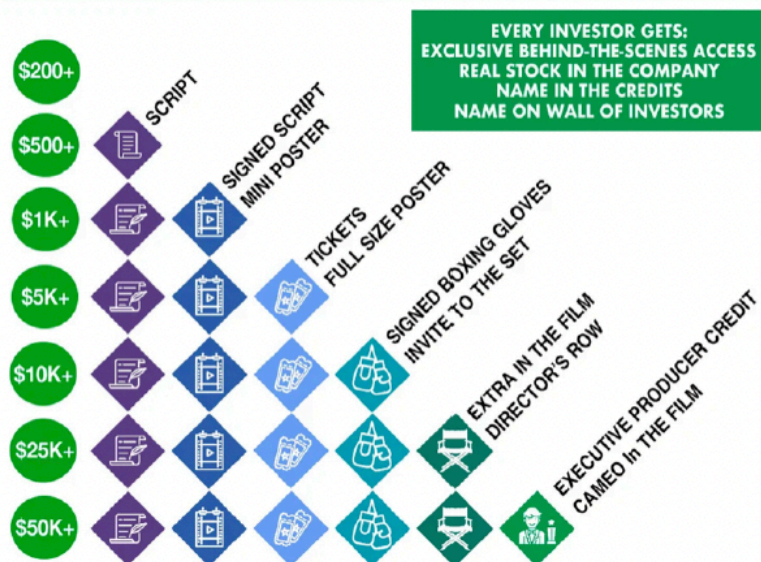 EVERY INVESTOR GETS:
EXCLUSIVE BEHIND-THE-SCENES ACCESS
REAL STOCK IN THE COMPANY
NAME IN THE CREDITS
NAME ON WALL OF INVESTORS
$200+
SCRIPT
$500+
SIGNED SCRIPT
MINI POSTER
$1K+
TICKETS
FULL SIZE POSTER
$5K+
SIGNED BOXING GLOVES
INVITE TO THE SET
$10K+
EXTRA IN THE FILM
DIRECTOR'S ROW
$25K+
EXECUTIVE PRODUCER CREDIT
CAMEO In THE FILM
$50K+